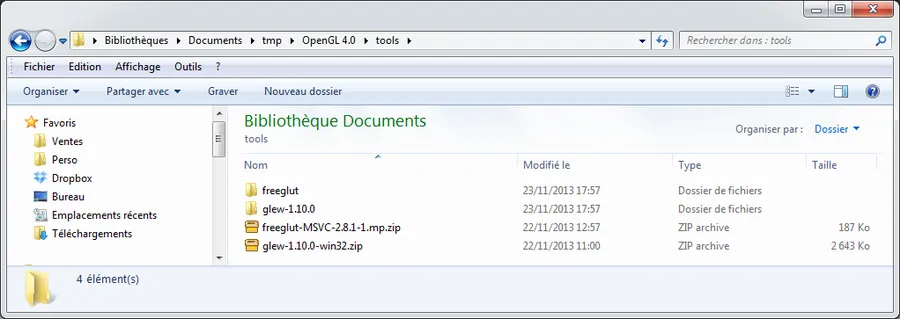 Bibliothèques Documents tmp OpenGL 4.0 tools
Rechercher dans : tools
Fichier Edition Affichage Outils ?
Organiser Partager avec Graver Nouveau dossier
Favoris
Ventes
Perso
Dropbox
Bureau
Emplacements récents
Téléchargements
Bibliothèque Documents
tools
Organiser par : Dossier
Nom Modifié le Type Taille
freeglut 23/11/2013 17:57 Dossier de fichiers
glew-1.10.0 23/11/2013 17:57 Dossier de fichiers
freeglut-MSVC-2.8.1-1.mp.zip 22/11/2013 12:57 ZIP archive 187 Ko
glew-1.10.0-win32.zip 22/11/2013 11:00 ZIP archive 2 643 Ko
4 élément(s)